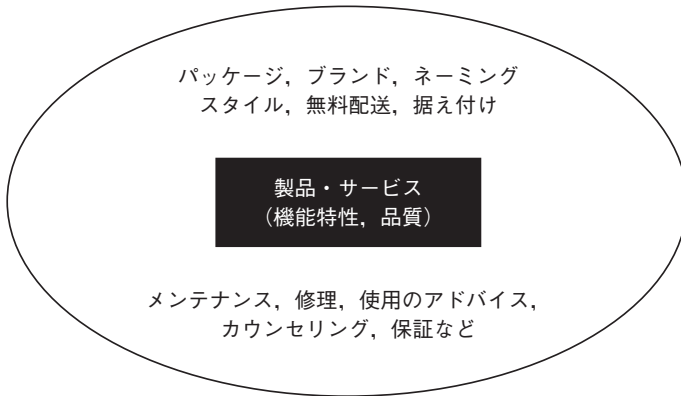 パッケージ，ブランド，ネーミング
スタイル，無料配送，据え付け
製品・サービス
（機能特性，品質）
メンテナンス，修理，使用のアドバイス，
カウンセリング，保証など